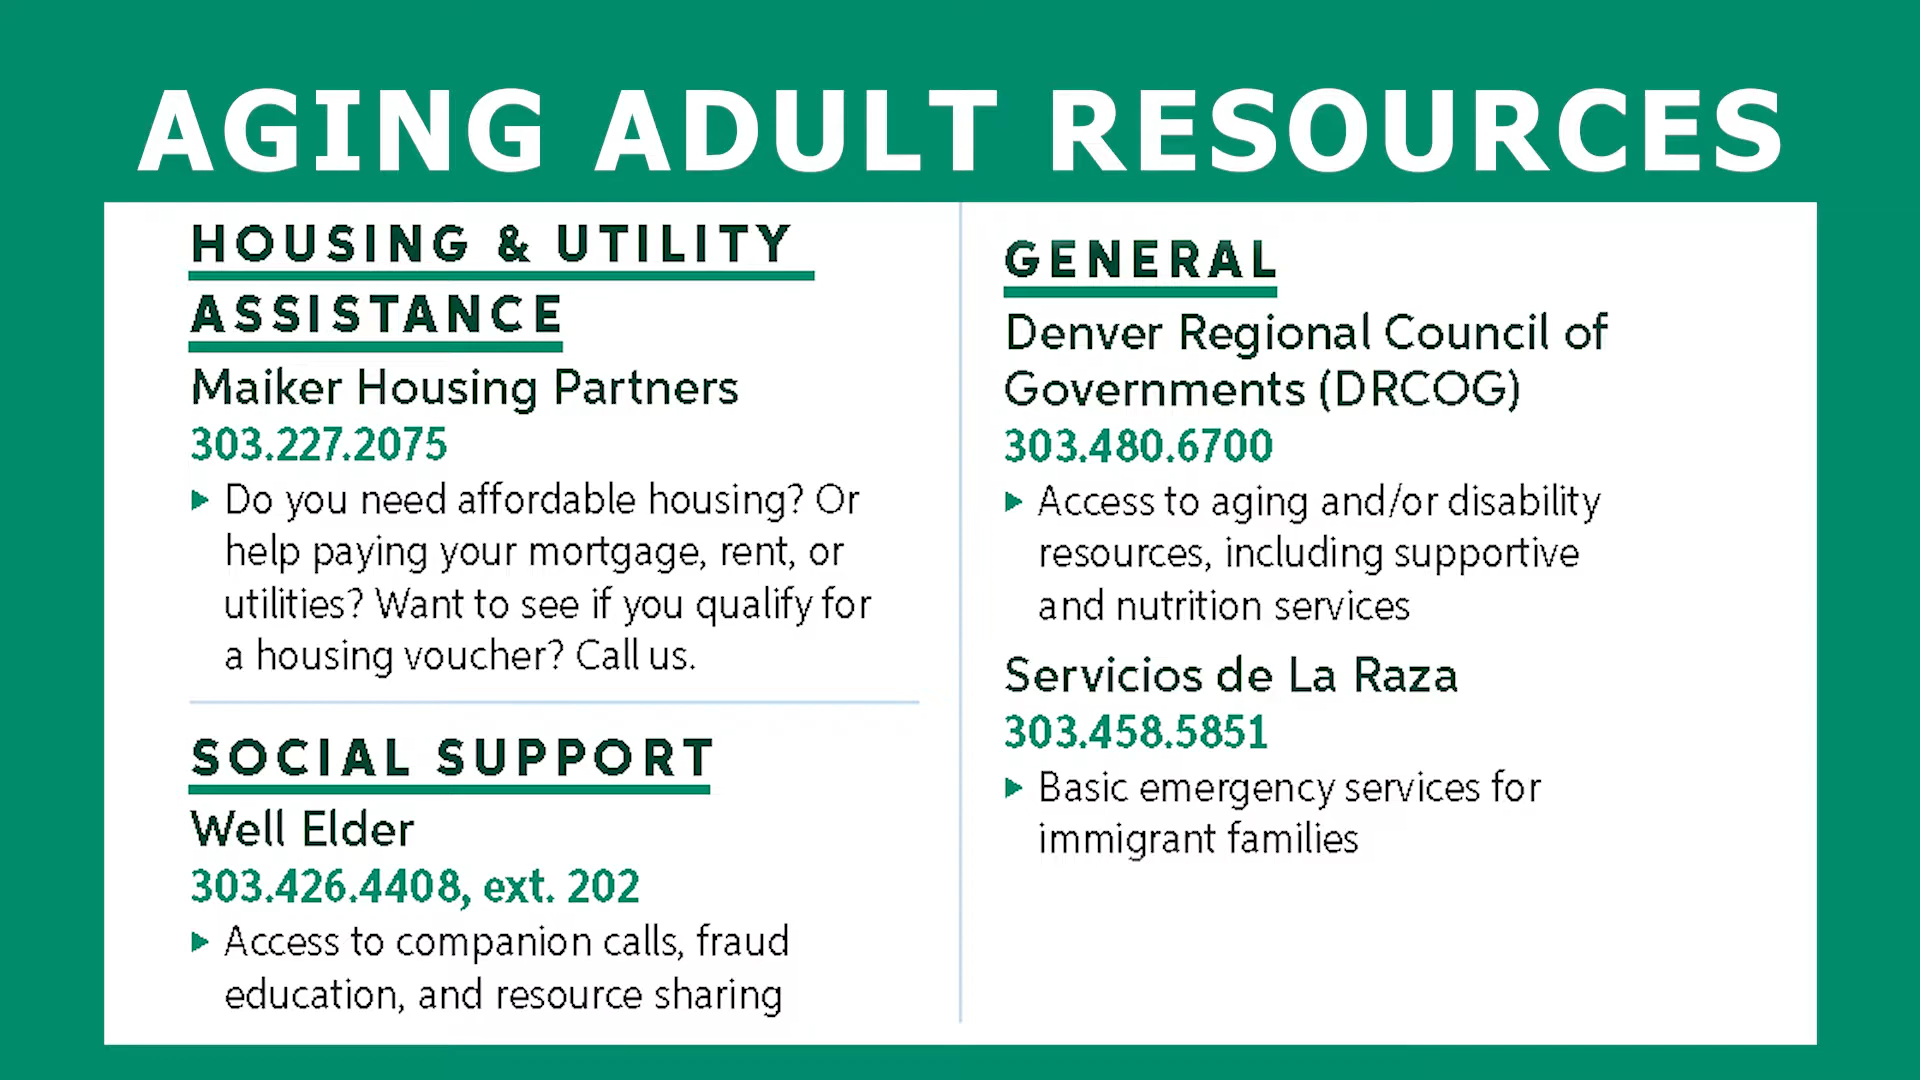 AGING ADULT RESOURCES
HOUSING & UTILITY
ASSISTANCE
Maiker Housing Partners
303.227.2075
▸ Do you need affordable housing? Or
help paying your mortgage, rent, or
utilities? Want to see if you qualify for
a housing voucher? Call us.
SOCIAL SUPPORT
Well Elder
303.426.4408, ext. 202
▸ Access to companion calls, fraud
education, and resource sharing
GENERAL
Denver Regional Council of
Governments (DRCOG)
303.480.6700
▸ Access to aging and/or disability
resources, including supportive
and nutrition services
Servicios de La Raza
303.458.5851
▸ Basic emergency services for
immigrant families